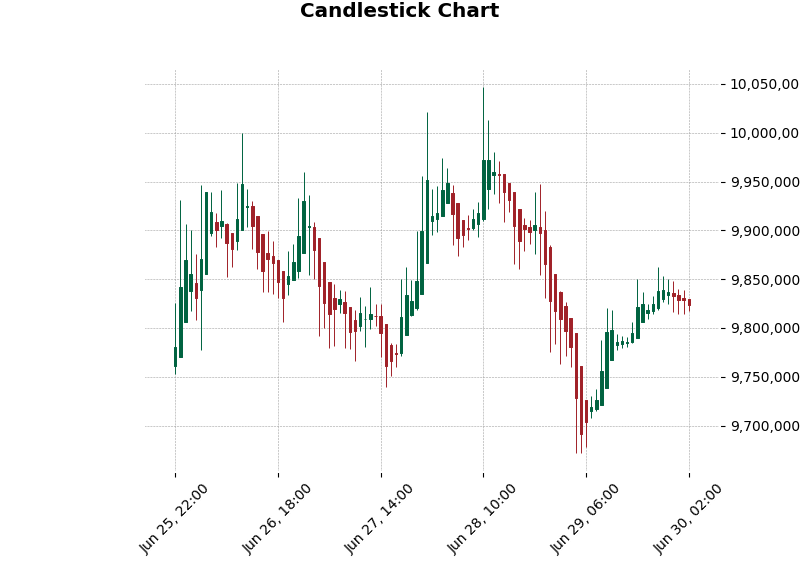 Candlestick Chart
10,050,00
10,000,00
9,950,000
9,900,000
9,850,000
9,800,000
9,750,000
9,700,000
Jun 25, 22:00
Jun 26, 18:00
Jun 27, 14:00
Jun 28, 10:00
Jun 29, 06:00
Jun 30, 02:00